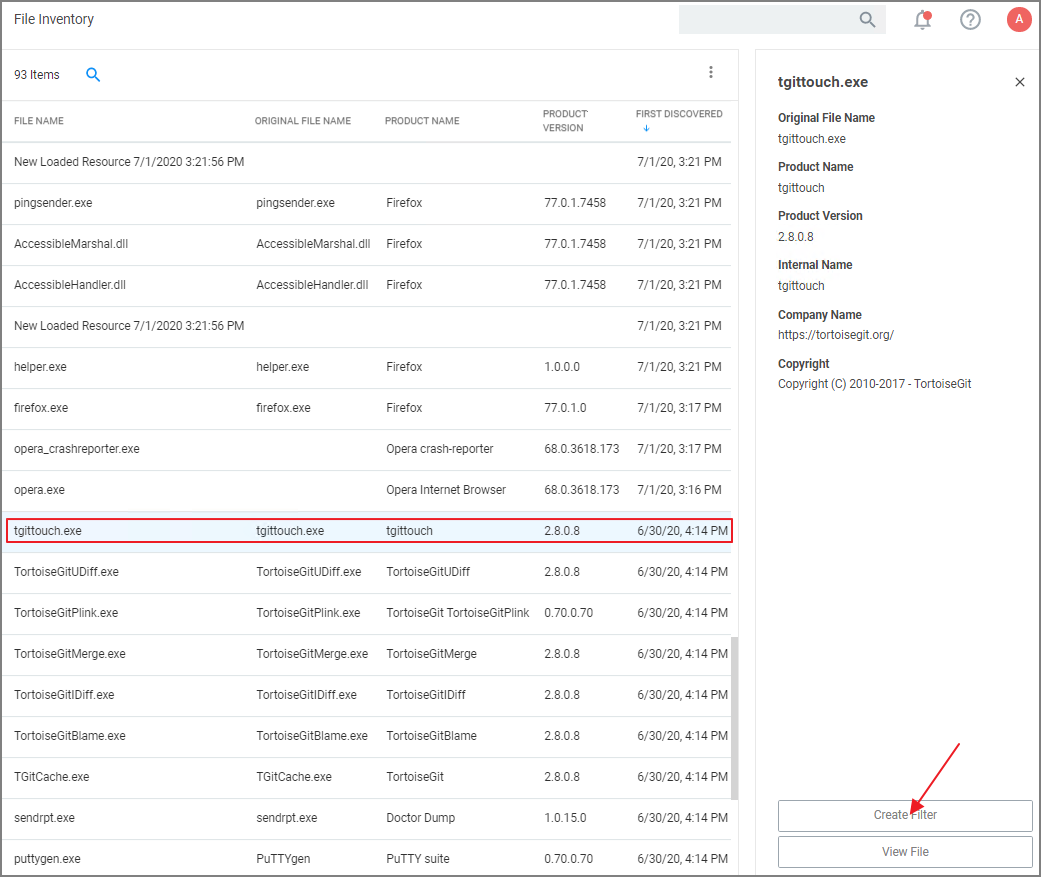 File Inventory
A
93 Items
FILE NAME ORIGINAL FILE NAME PRODUCT NAME PRODUCT VERSION FIRST DISCOVERED
New Loaded Resource 7/1/2020 3:21:56 PM 7/1/20, 3:21 PM
pingsender.exe pingsender.exe Firefox 77.0.1.7458 7/1/20, 3:21 PM
AccessibleMarshal.dll AccessibleMarshal.dll Firefox 77.0.1.7458 7/1/20, 3:21 PM
AccessibleHandler.dll AccessibleHandler.dll Firefox 77.0.1.7458 7/1/20, 3:21 PM
New Loaded Resource 7/1/2020 3:21:56 PM 7/1/20, 3:21 PM
helper.exe helper.exe Firefox 1.0.0.0 7/1/20, 3:21 PM
firefox.exe firefox.exe Firefox 77.0.1.0 7/1/20, 3:17 PM
opera_crashreporter.exe Opera crash-reporter 68.0.3618.173 7/1/20, 3:17 PM
opera.exe Opera Internet Browser 68.0.3618.173 7/1/20, 3:16 PM
tgittouch.exe tgittouch.exe tgittouch 2.8.0.8 6/30/20, 4:14 PM
TortoiseGitUDiff.exe TortoiseGitUDiff.exe TortoiseGitUDiff 2.8.0.8 6/30/20, 4:14 PM
TortoiseGitPlink.exe TortoiseGitPlink.exe TortoiseGit TortoiseGitPlink 0.70.0.70 6/30/20, 4:14 PM
TortoiseGitMerge.exe TortoiseGitMerge.exe TortoiseGitMerge 2.8.0.8 6/30/20, 4:14 PM
TortoiseGitIDiff.exe TortoiseGitIDiff.exe TortoiseGitIDiff 2.8.0.8 6/30/20, 4:14 PM
TortoiseGitBlame.exe TortoiseGitBlame.exe TortoiseGitBlame 2.8.0.8 6/30/20, 4:14 PM
TGitCache.exe TGitCache.exe TortoiseGit 2.8.0.8 6/30/20, 4:14 PM
sendrpt.exe sendrpt.exe Doctor Dump 1.0.15.0 6/30/20, 4:14 PM
puttygen.exe PuTTYgen PuTTY suite 0.70.0.70 6/30/20, 4:14 PM
tgittouch.exe
Original File Name
tgittouch.exe
Product Name
tgittouch
Product Version
2.8.0.8
Internal Name
tgittouch
Company Name
https://tortoisegit.org/
Copyright
Copyright (C) 2010-2017 - TortoiseGit
Create Filter
View File